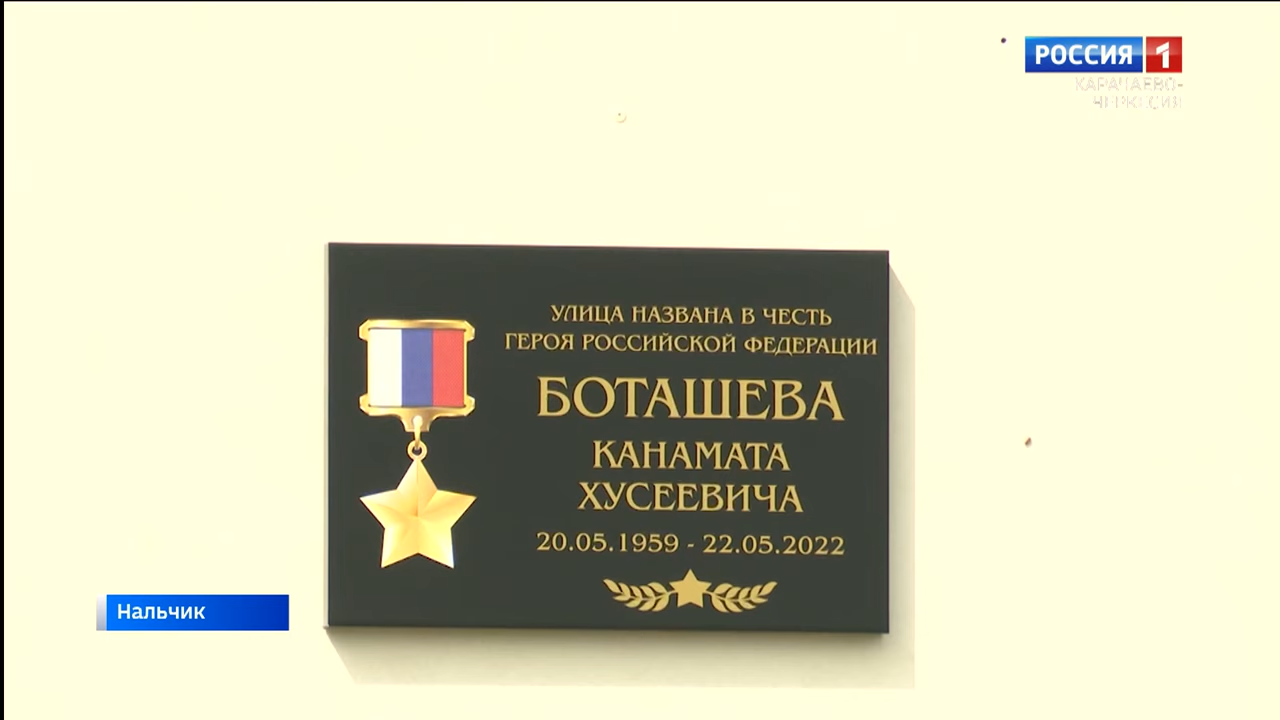 РОССИЯ 1
КАРАЧАЕВО-
ЧЕРКЕСИЯ
УЛИЦА НАЗВАНА В ЧЕСТЬ
ГЕРОЯ РОССИЙСКОЙ ФЕДЕРАЦИИ
БОТАШЕВА
КАНАМАТА
ХУСЕЕВИЧА
20.05.1959 - 22.05.2022
Нальчик